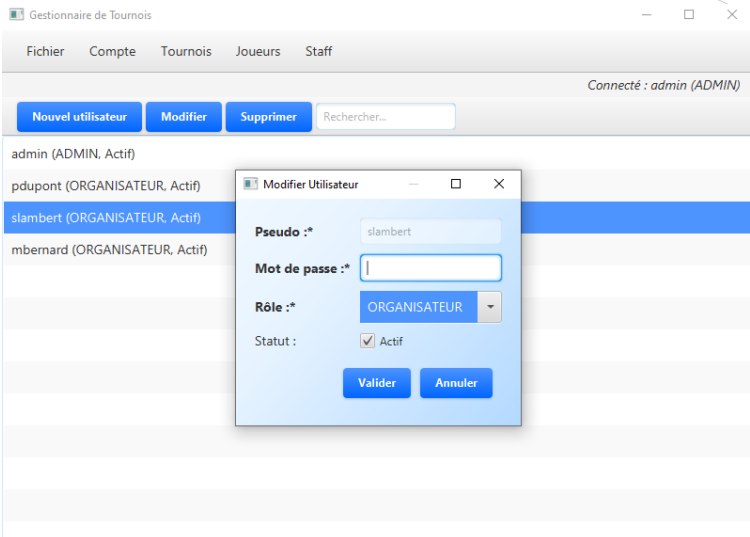 Gestionnaire de Tournois
Fichier Compte Tournois Joueurs Staff
Connecté : admin (ADMIN)
Nouvel utilisateur Modifier Supprimer Rechercher...
admin (ADMIN, Actif)
pdupont (ORGANISATEUR, Actif)
slambert (ORGANISATEUR, Actif)
mbernard (ORGANISATEUR, Actif)
Modifier Utilisateur
Pseudo :* slambert
Mot de passe :*
Rôle :* ORGANISATEUR
Statut : Actif
Valider Annuler